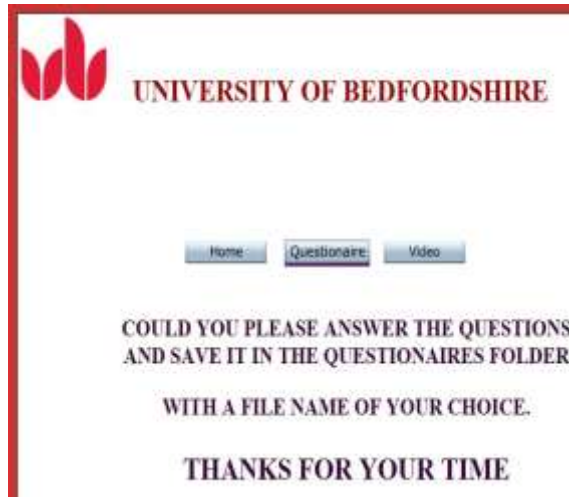 UNIVERSITY OF BEDFORDSHIRE
Home Questionaire Video
COULD YOU PLEASE ANSWER THE QUESTIONS
AND SAVE IT IN THE QUESTIONAIRES FOLDER
WITH A FILE NAME OF YOUR CHOICE.
THANKS FOR YOUR TIME